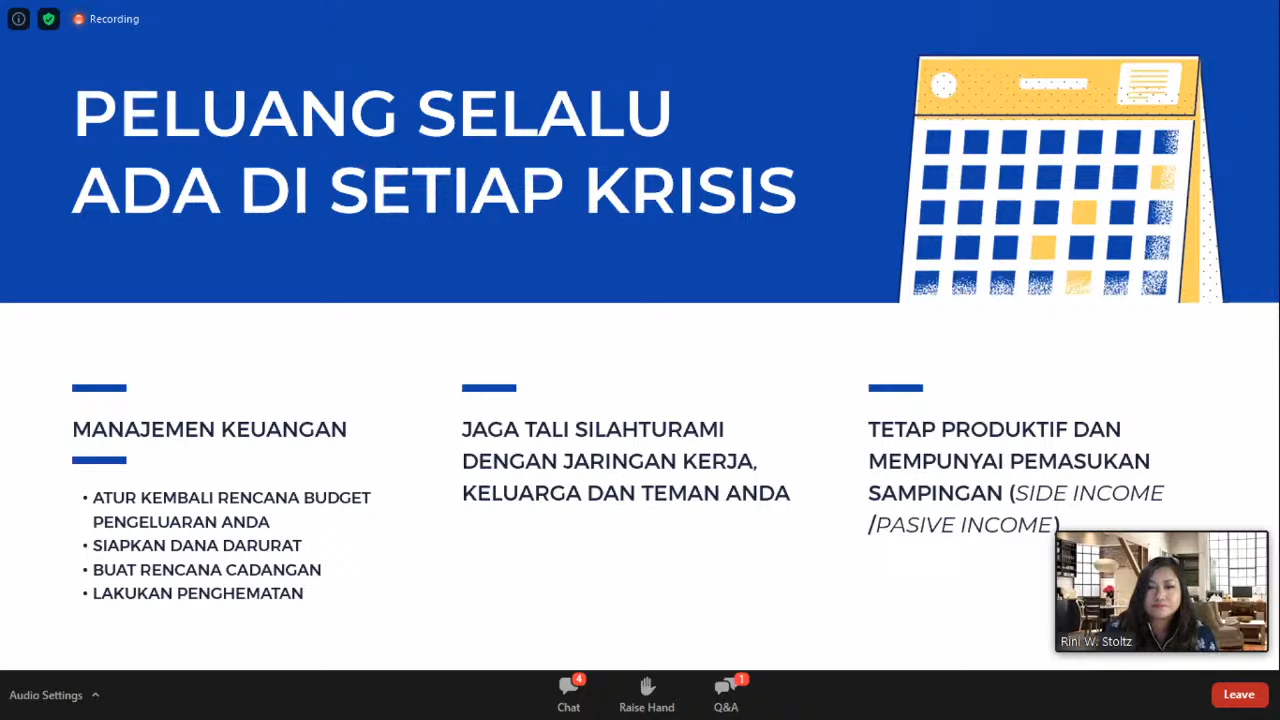 Recording
PELUANG SELALU
ADA DI SETIAP KRISIS
MANAJEMEN KEUANGAN
• ATUR KEMBALI RENCANA BUDGET
PENGELUARAN ANDA
• SIAPKAN DANA DARURAT
• BUAT RENCANA CADANGAN
• LAKUKAN PENGHEMATAN
JAGA TALI SILAHTURAMI
DENGAN JARINGAN KERJA,
KELUARGA DAN TEMAN ANDA
TETAP PRODUKTIF DAN
MEMPUNYAI PEMASUKAN
SAMPINGAN (SIDE INCOME
/PASIVE INCOME)
Rini W. Stoltz
Audio Settings
4
Chat
Raise Hand
1
Q&A
Leave